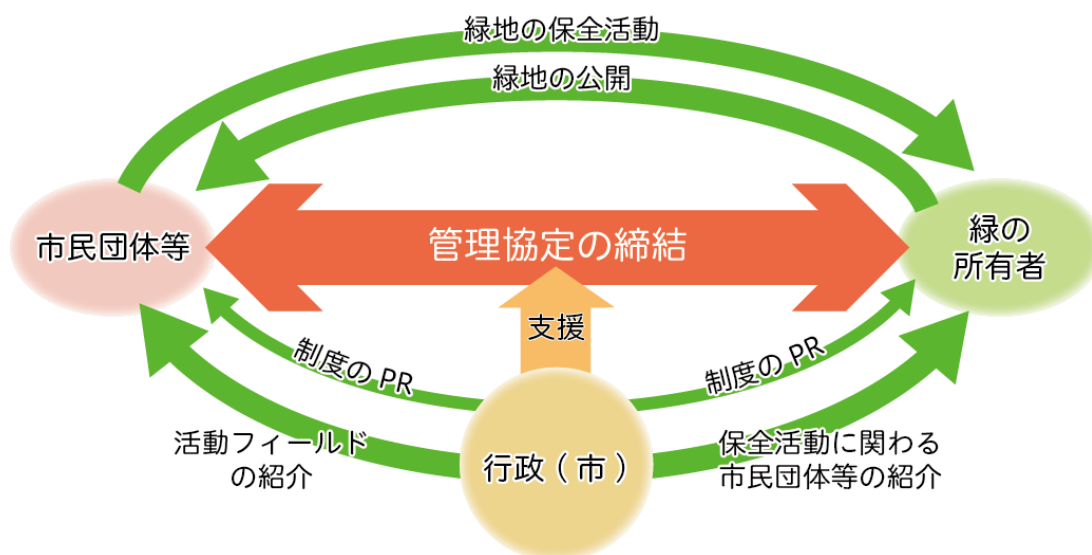 緑地の保全活動
緑地の公開
市民団体等
管理協定の締結
緑の
所有者
支援
制度の PR
制度の PR
活動フィールド
の紹介
行政（市）
保全活動に関わる
市民団体等の紹介